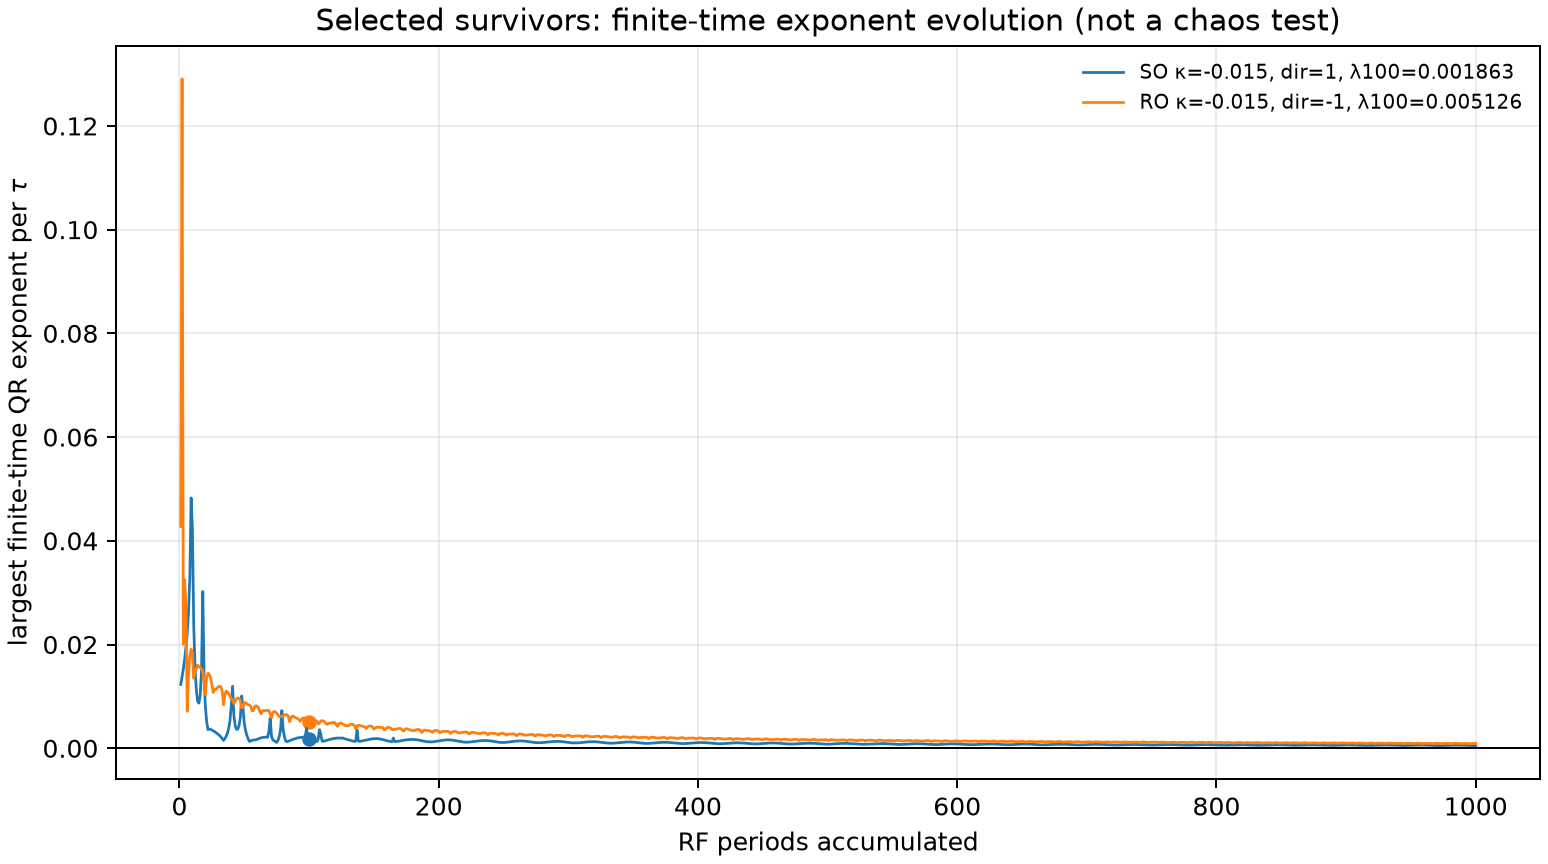 Selected survivors: finite-time exponent evolution (not a chaos test)
SO κ=-0.015, dir=1, λ100=0.001863
RO κ=-0.015, dir=-1, λ100=0.005126
largest finite-time QR exponent per τ
0.12
0.10
0.08
0.06
0.04
0.02
0.00
0 200 400 600 800 1000
RF periods accumulated